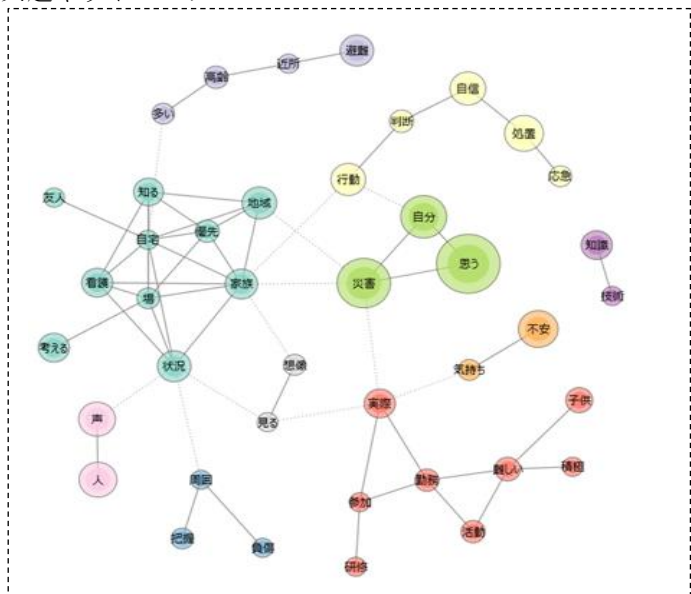 避難
近所
高齢
多い
自信
判断
処置
応急
行動
知る
友人
地域
自分
自宅
優先
思う
知識
看護
家族
災害
場
技術
不安
考える
状況
想像
気持ち
実際
子供
声
見る
難しい
積極
人
周囲
勤務
参加
活動
把握
負傷
研修